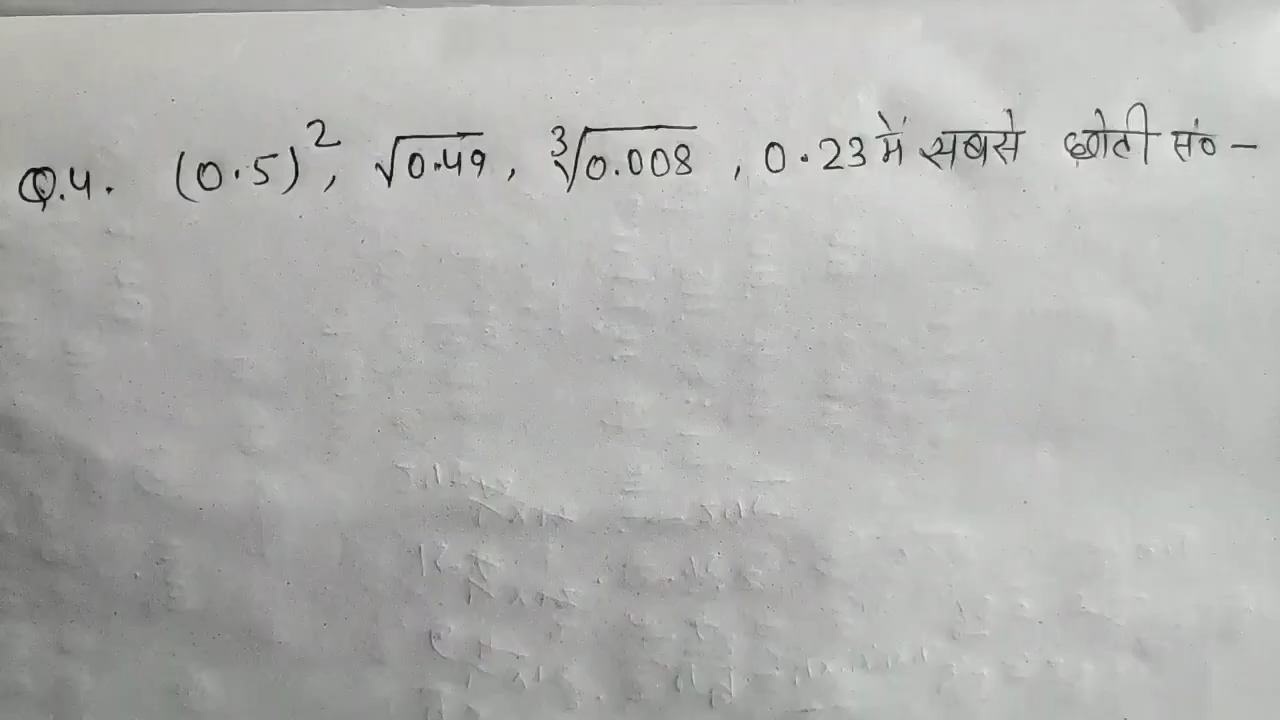 Q.4. (0.5)², √0.49, ∛0.008, 0.23 में सबसे छोटी सं० -